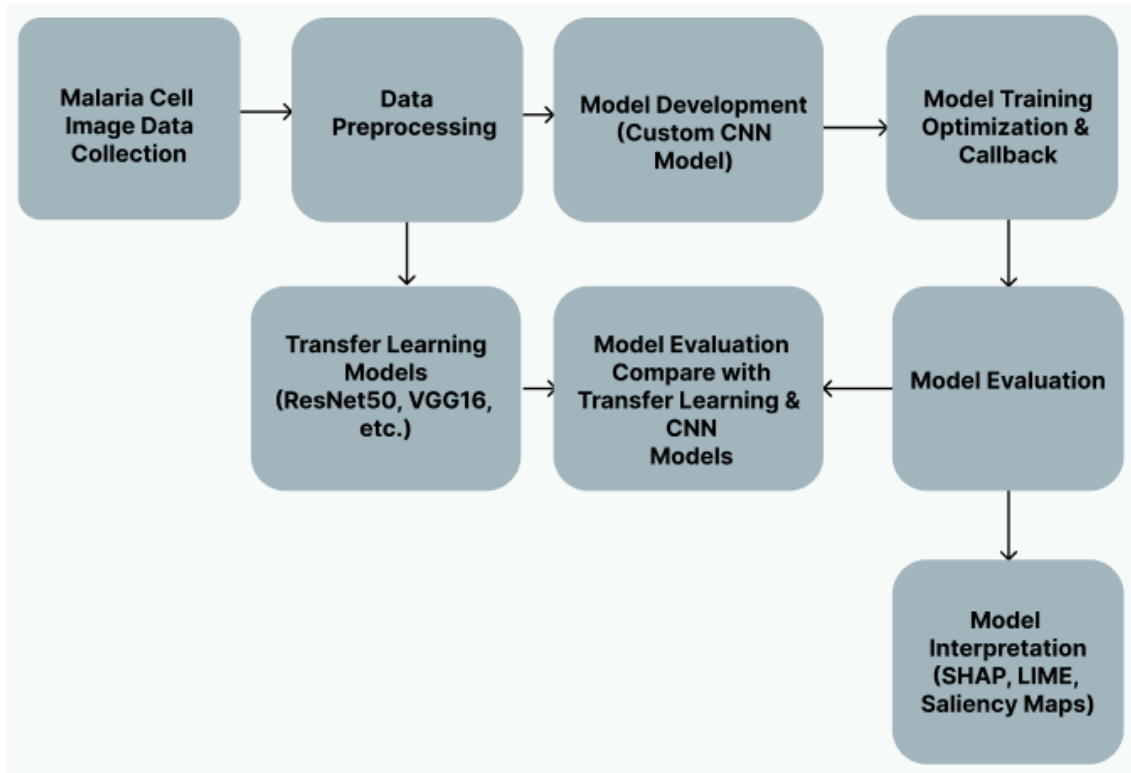 Malaria Cell
Image Data
Collection
Data
Preprocessing
Model Development
(Custom CNN
Model)
Model Training
Optimization &
Callback
Transfer Learning
Models
(ResNet50, VGG16,
etc.)
Model Evaluation
Compare with
Transfer Learning &
CNN
Models
Model Evaluation
Model
Interpretation
(SHAP, LIME,
Saliency Maps)